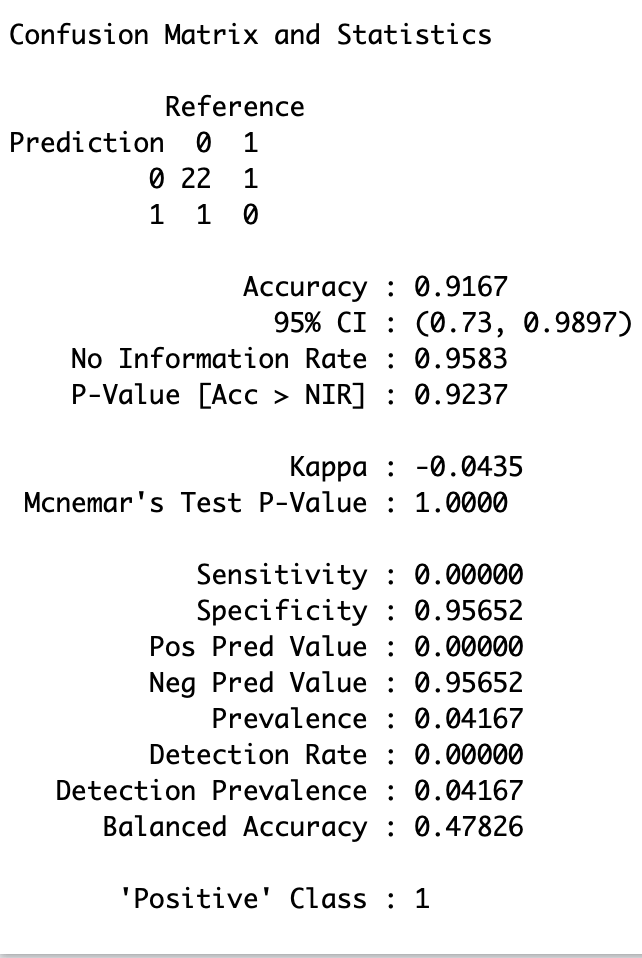 Confusion Matrix and Statistics
Reference
Prediction 0 1
0 22 1
1 1 0
Accuracy : 0.9167
95% CI : (0.73, 0.9897)
No Information Rate : 0.9583
P-Value [Acc > NIR] : 0.9237
Kappa : -0.0435
Mcnemar's Test P-Value : 1.0000
Sensitivity : 0.00000
Specificity : 0.95652
Pos Pred Value : 0.00000
Neg Pred Value : 0.95652
Prevalence : 0.04167
Detection Rate : 0.00000
Detection Prevalence : 0.04167
Balanced Accuracy : 0.47826
'Positive' Class : 1